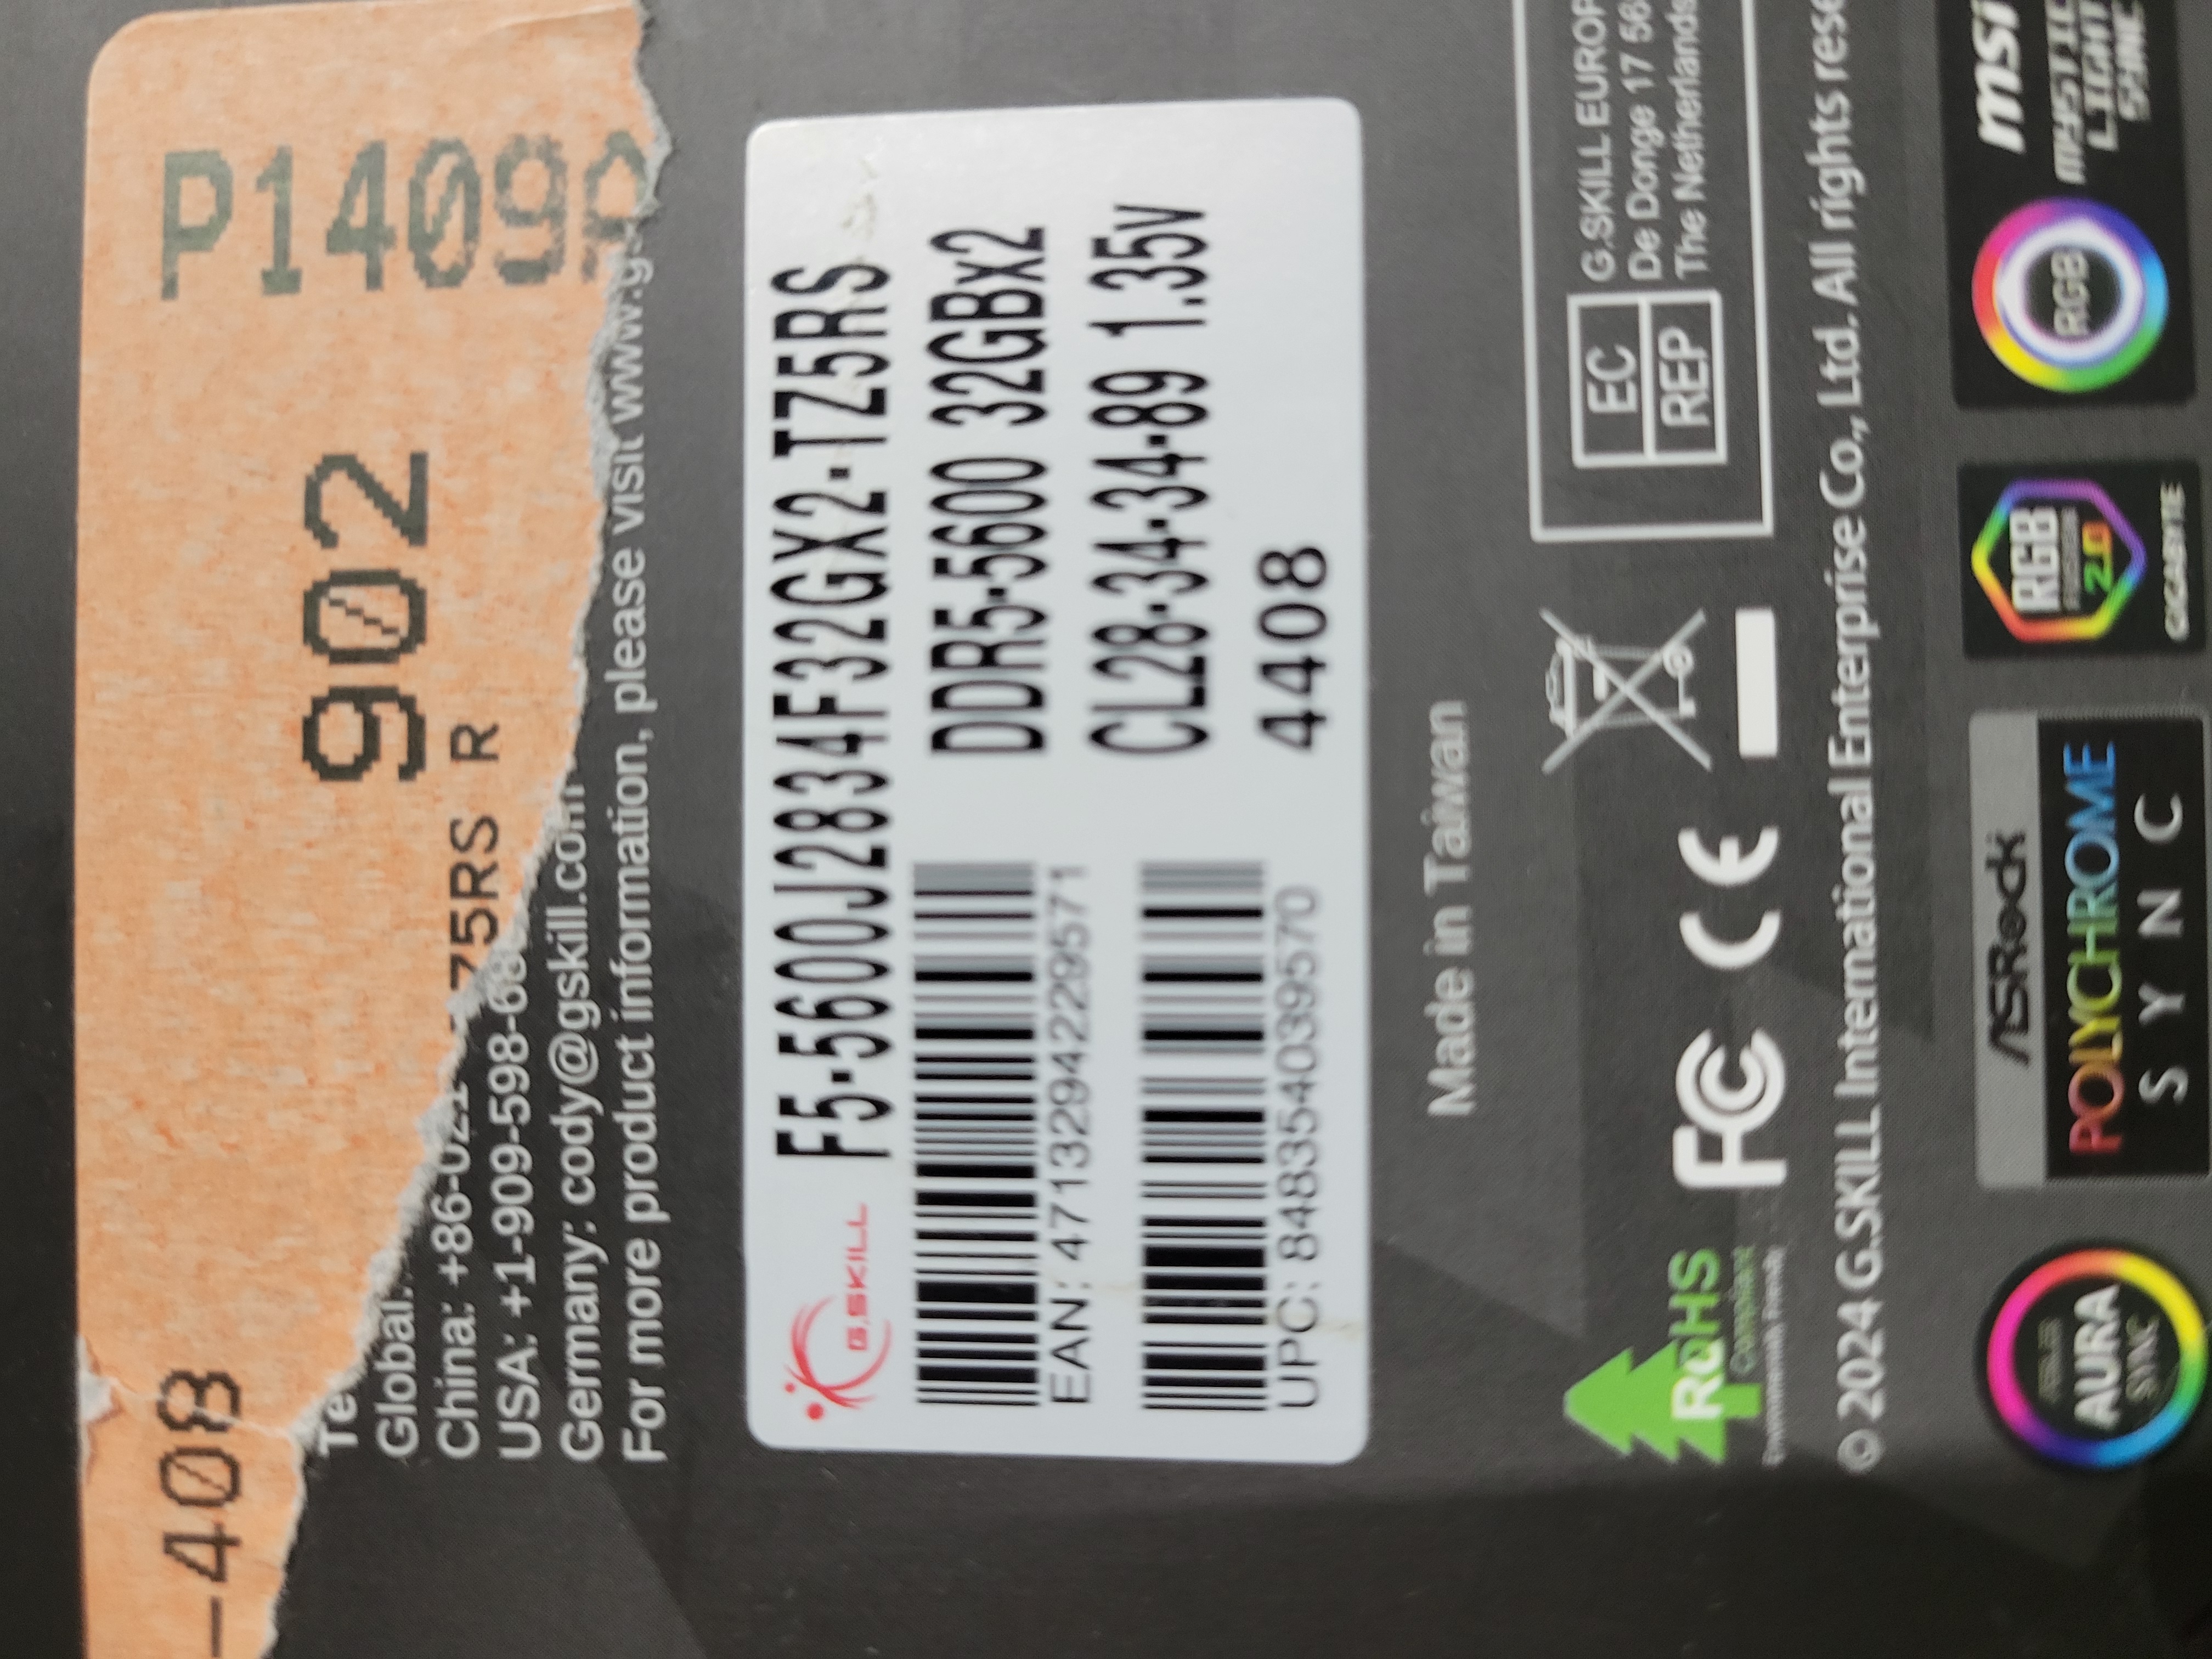 P1409
902
-408
75RS R
Global:
China: +86-021-
USA: +1-909-598-68
Germany: cody@gskill.com
For more product information, please visit www.g
G.SKILL
F5-5600J2834F32GX2-TZ5RS
DDR5-5600 32GBx2
CL28-34-34-89 1.35v
4408
EAN: 4713294229571
UPC: 848354039570
Made in Taiwan
EC
REP
G.SKILL EUROP
De Donge 17 56
The Netherlands
RoHS
Compliant
FC CE
© 2024 G.SKILL International Enterprise Co., Ltd. All rights rese
AURA
SYNC
ASRock
POLYCHROME
SYNC
RGB
FUSION
2.0
GIGABYTE
RGB
msi
MYSTIC
LIGHT
SYNC